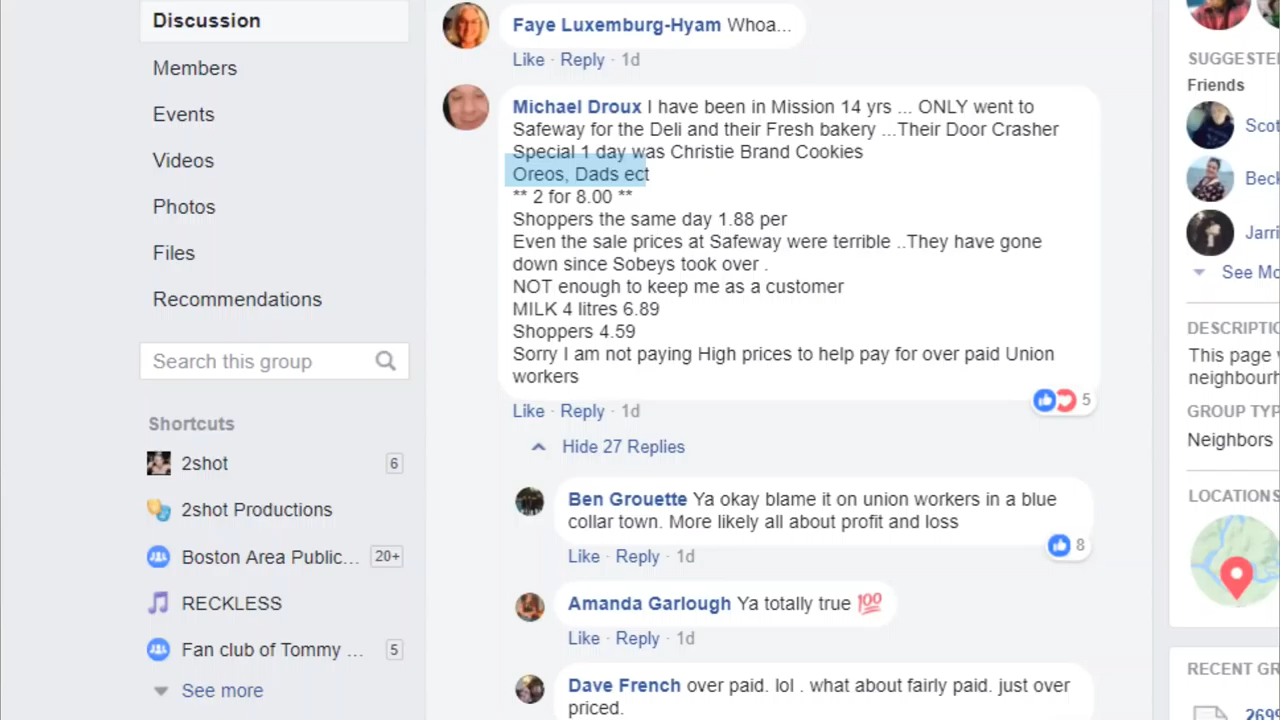 Discussion
Members
Events
Videos
Photos
Files
Recommendations
Search this group
Shortcuts
2shot 6
2shot Productions
Boston Area Public... 20+
RECKLESS
Fan club of Tommy ... 5
See more
Faye Luxemburg-Hyam Whoa...
Like · Reply · 1d
Michael Droux I have been in Mission 14 yrs ... ONLY went to
Safeway for the Deli and their Fresh bakery ...Their Door Crasher
Special 1 day was Christie Brand Cookies
Oreos, Dads ect
** 2 for 8.00 **
Shoppers the same day 1.88 per
Even the sale prices at Safeway were terrible ..They have gone
down since Sobeys took over .
NOT enough to keep me as a customer
MILK 4 litres 6.89
Shoppers 4.59
Sorry I am not paying High prices to help pay for over paid Union
workers
5
Like · Reply · 1d
Hide 27 Replies
Ben Grouette Ya okay blame it on union workers in a blue
collar town. More likely all about profit and loss
8
Like · Reply · 1d
Amanda Garlough Ya totally true 💯
Like · Reply · 1d
Dave French over paid. lol . what about fairly paid. just over
priced.
SUGGESTE
Friends
Scot
Beck
Jarri
See Mo
DESCRIPTIO
This page v
neighbourh
GROUP TYP
Neighbors
LOCATIONS
RECENT GR
2699